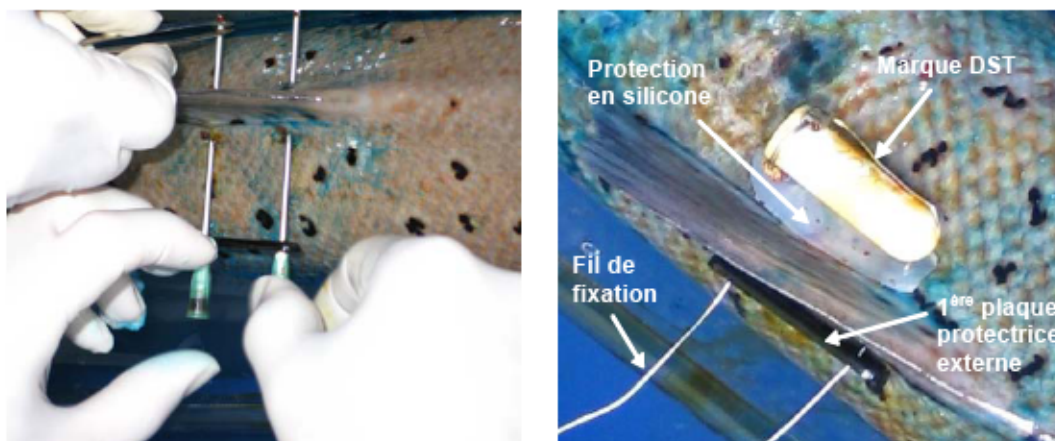 Protection
en silicone
Marque DST
Fil de
fixation
1ère plaque
protectrice
externe